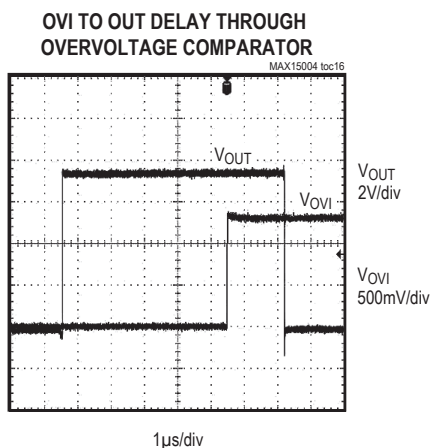 OVI TO OUT DELAY THROUGH
OVERVOLTAGE COMPARATOR
MAX15004 toc16
VOUT
VOVI
VOUT
2V/div
VOVI
500mV/div
1µs/div